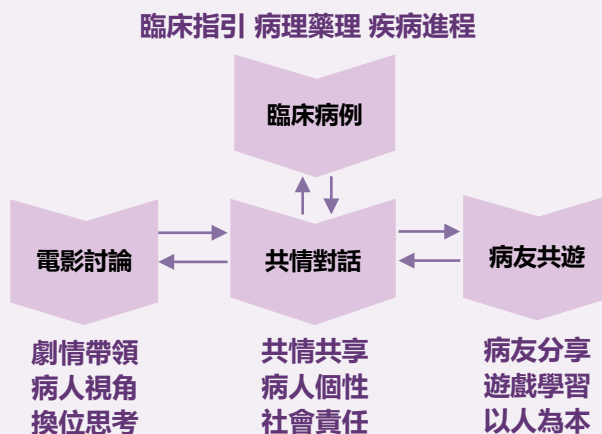 臨床指引 病理藥理 疾病進程
臨床病例
電影討論
共情對話
病友共遊
劇情帶領
病人視角
換位思考
共情共享
病人個性
社會責任
病友分享
遊戲學習
以人為本